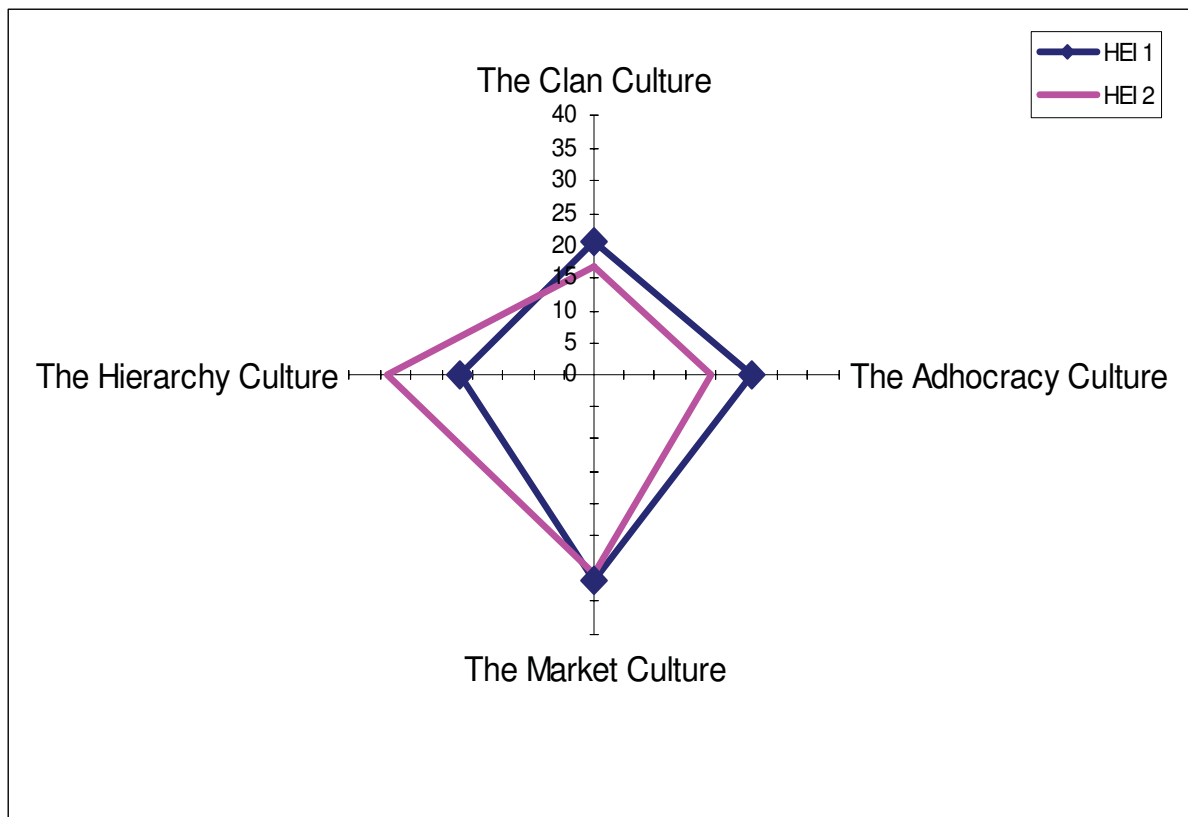 HEI 1
HEI 2
The Clan Culture
40
35
30
25
20
15
10
5
0
The Hierarchy Culture
The Adhocracy Culture
The Market Culture